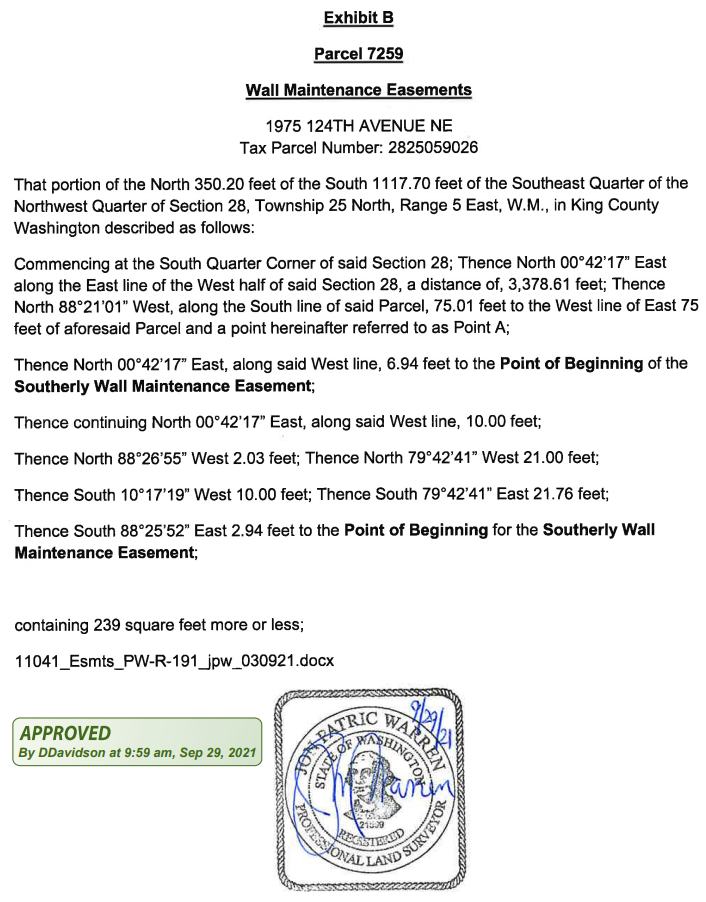 Exhibit B
Parcel 7259
Wall Maintenance Easements
1975 124TH AVENUE NE
Tax Parcel Number: 2825059026
That portion of the North 350.20 feet of the South 1117.70 feet of the Southeast Quarter of the
Northwest Quarter of Section 28, Township 25 North, Range 5 East, W.M., in King County
Washington described as follows:
Commencing at the South Quarter Corner of said Section 28; Thence North 00°42'17" East
along the East line of the West half of said Section 28, a distance of, 3,378.61 feet; Thence
North 88°21'01" West, along the South line of said Parcel, 75.01 feet to the West line of East 75
feet of aforesaid Parcel and a point hereinafter referred to as Point A;
Thence North 00°42'17" East, along said West line, 6.94 feet to the Point of Beginning of the
Southerly Wall Maintenance Easement;
Thence continuing North 00°42'17" East, along said West line, 10.00 feet;
Thence North 88°26'55" West 2.03 feet; Thence North 79°42'41" West 21.00 feet;
Thence South 10°17'19" West 10.00 feet; Thence South 79°42'41" East 21.76 feet;
Thence South 88°25'52" East 2.94 feet to the Point of Beginning for the Southerly Wall
Maintenance Easement;
containing 239 square feet more or less;
11041_Esmts_PW-R-191_jpw_030921.docx
APPROVED
By DDavidson at 9:59 am, Sep 29, 2021
9/29/21
JON PATRIC WARREN
STATE OF WASHINGTON
REGISTERED
PROFESSIONAL LAND SURVEYOR